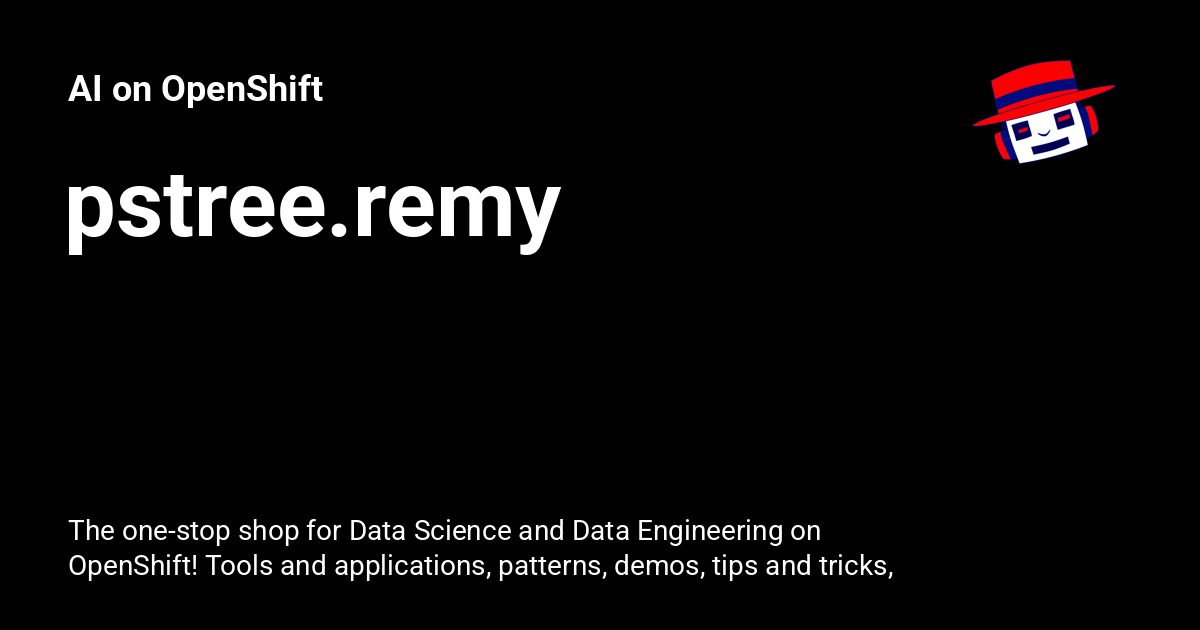 AI on OpenShift
pstree.remy
The one-stop shop for Data Science and Data Engineering on
OpenShift! Tools and applications, patterns, demos, tips and tricks,